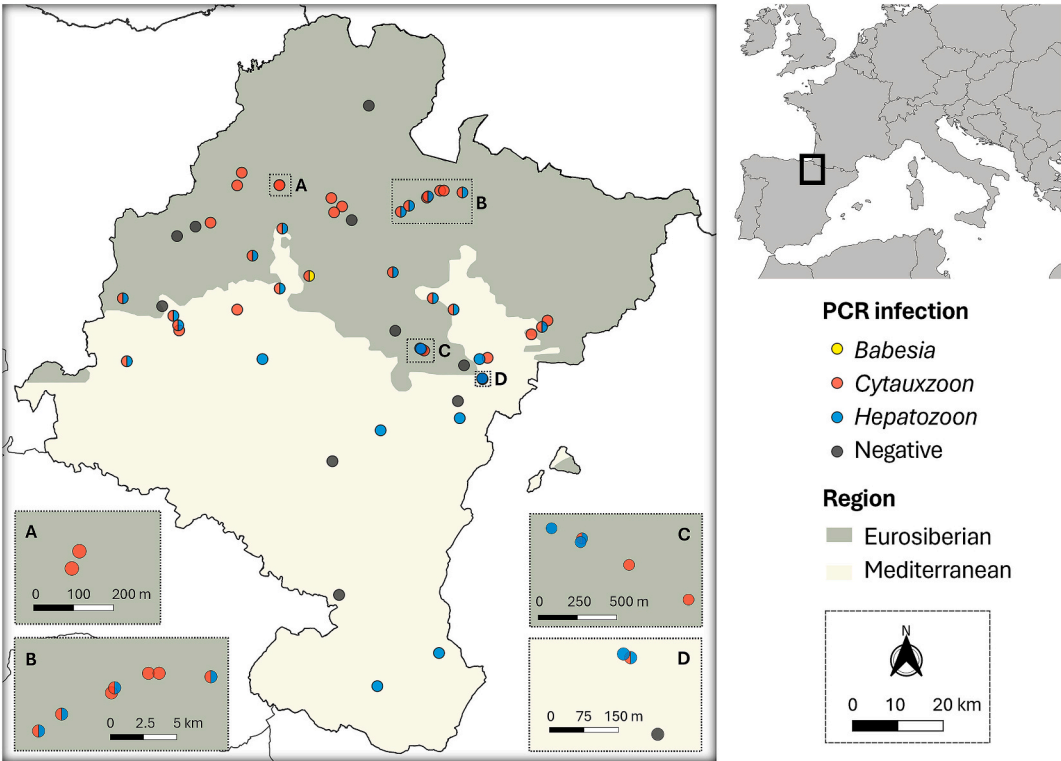 A
B
C
D
A
0 100 200 m
B
0 2.5 5 km
C
0 250 500 m
D
0 75 150 m
PCR infection
Babesia
Cytauxzoon
Hepatozoon
Negative
Region
Eurosiberian
Mediterranean
N
0 10 20 km